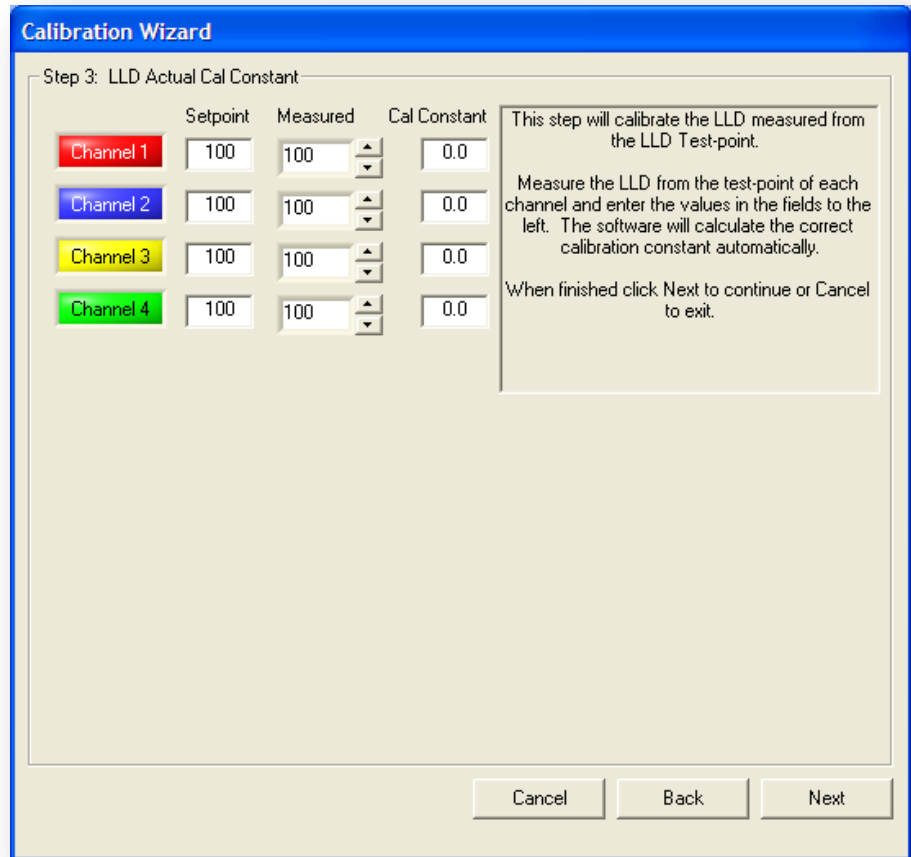 Calibration Wizard
Step 3: LLD Actual Cal Constant
Setpoint Measured Cal Constant
Channel 1 100 100 0.0
Channel 2 100 100 0.0
Channel 3 100 100 0.0
Channel 4 100 100 0.0
This step will calibrate the LLD measured from
the LLD Test-point.
Measure the LLD from the test-point of each
channel and enter the values in the fields to the
left. The software will calculate the correct
calibration constant automatically.
When finished click Next to continue or Cancel
to exit.
Cancel Back Next